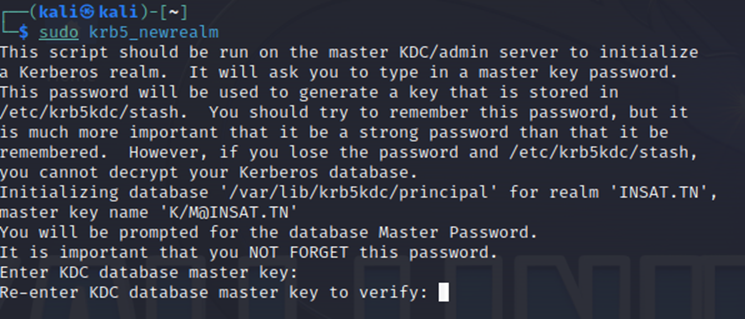 ┌──(kali㉿kali)-[~]
└─$ sudo krb5_newrealm
This script should be run on the master KDC/admin server to initialize
a Kerberos realm.  It will ask you to type in a master key password.
This password will be used to generate a key that is stored in
/etc/krb5kdc/stash.  You should try to remember this password, but it
is much more important that it be a strong password than that it be
remembered.  However, if you lose the password and /etc/krb5kdc/stash,
you cannot decrypt your Kerberos database.
Initializing database '/var/lib/krb5kdc/principal' for realm 'INSAT.TN',
master key name 'K/M@INSAT.TN'
You will be prompted for the database Master Password.
It is important that you NOT FORGET this password.
Enter KDC database master key:
Re-enter KDC database master key to verify: